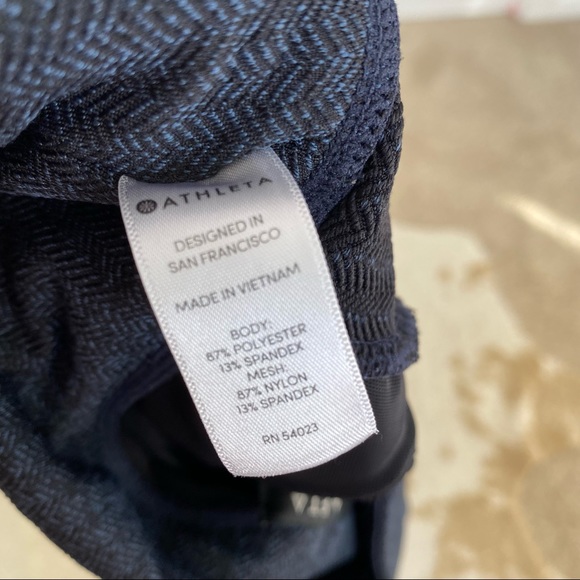 ATHLETA
DESIGNED IN
SAN FRANCISCO
MADE IN VIETNAM
BODY:
87% POLYESTER
13% SPANDEX
MESH:
87% NYLON
13% SPANDEX
RN 54023